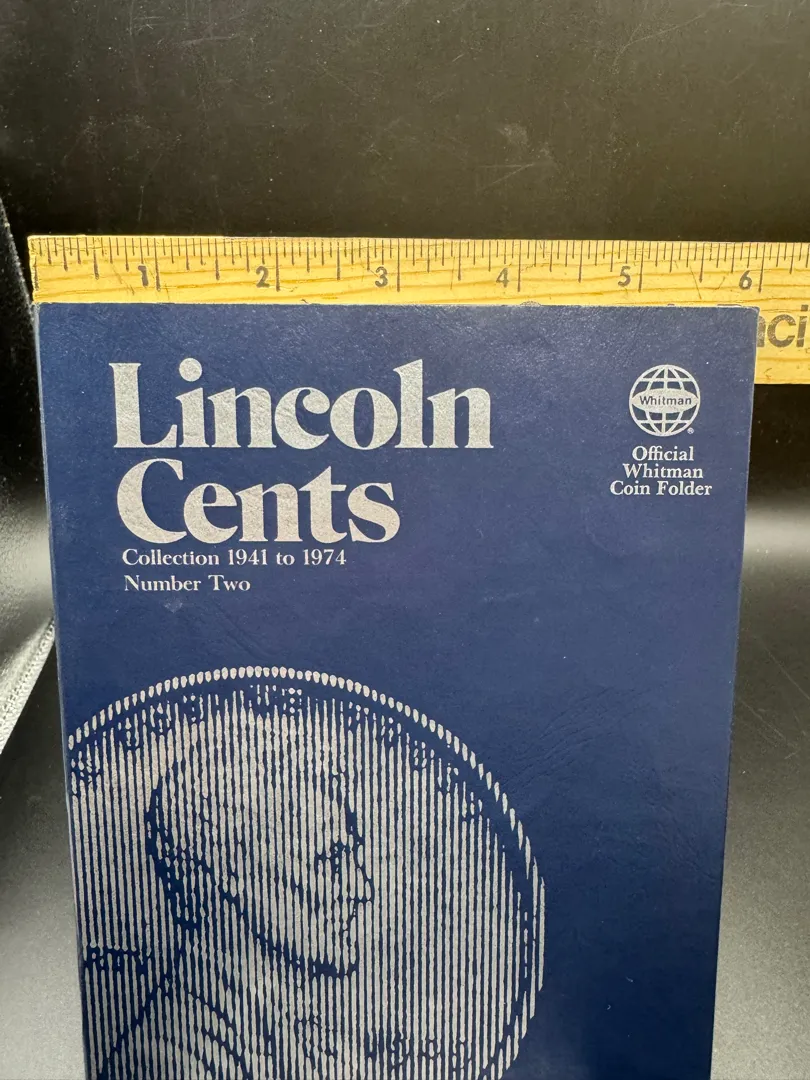 1 2 3 4 5 6
Lincoln
Cents
Collection 1941 to 1974
Number Two
Whitman
®
Official
Whitman
Coin Folder